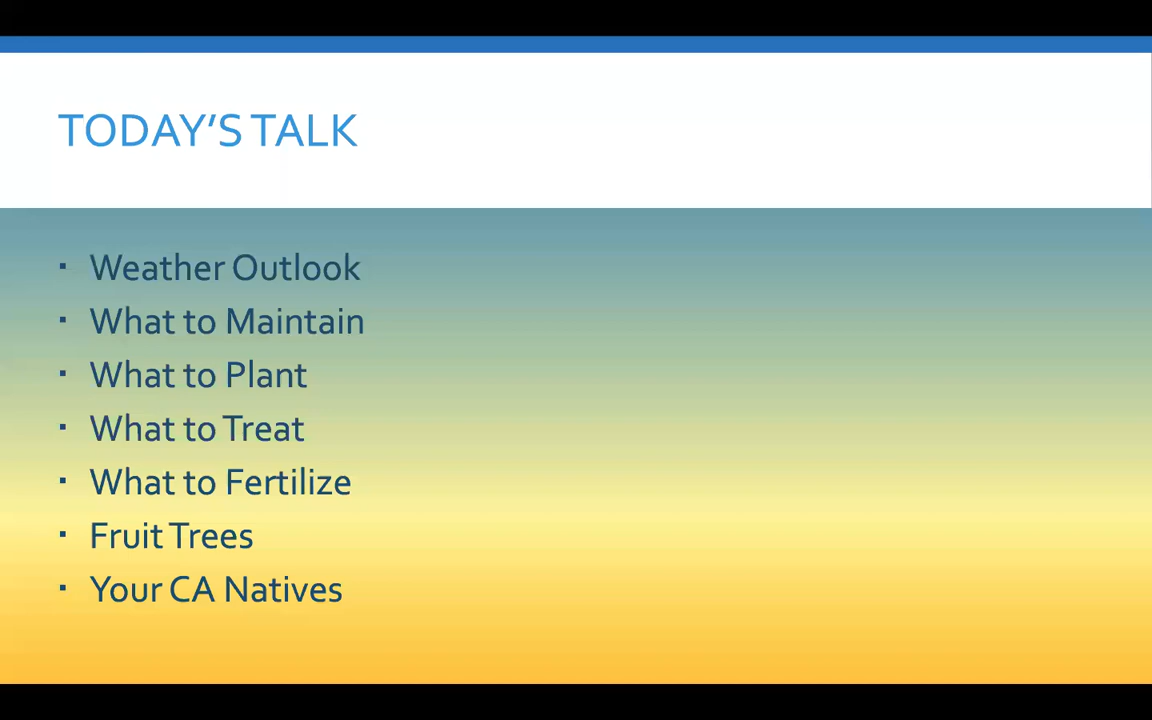 TODAY’S TALK
▪ Weather Outlook
▪ What to Maintain
▪ What to Plant
▪ What to Treat
▪ What to Fertilize
▪ Fruit Trees
▪ Your CA Natives